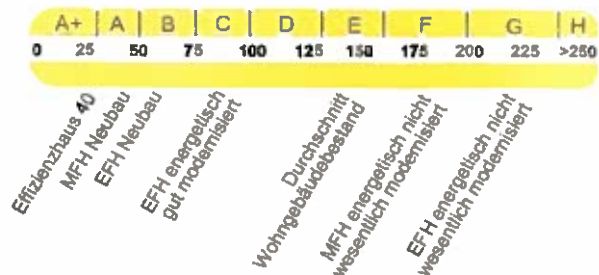 A+ A B C D E F G H
0 25 50 75 100 125 150 175 200 225 >250
Effizienzhaus 40
MFH Neubau
EFH Neubau
EFH energetisch
gut modernisiert
Durchschnitt
Wohngebäudebestand
MFH energetisch nicht
wesentlich modernisiert
EFH energetisch nicht
wesentlich modernisiert